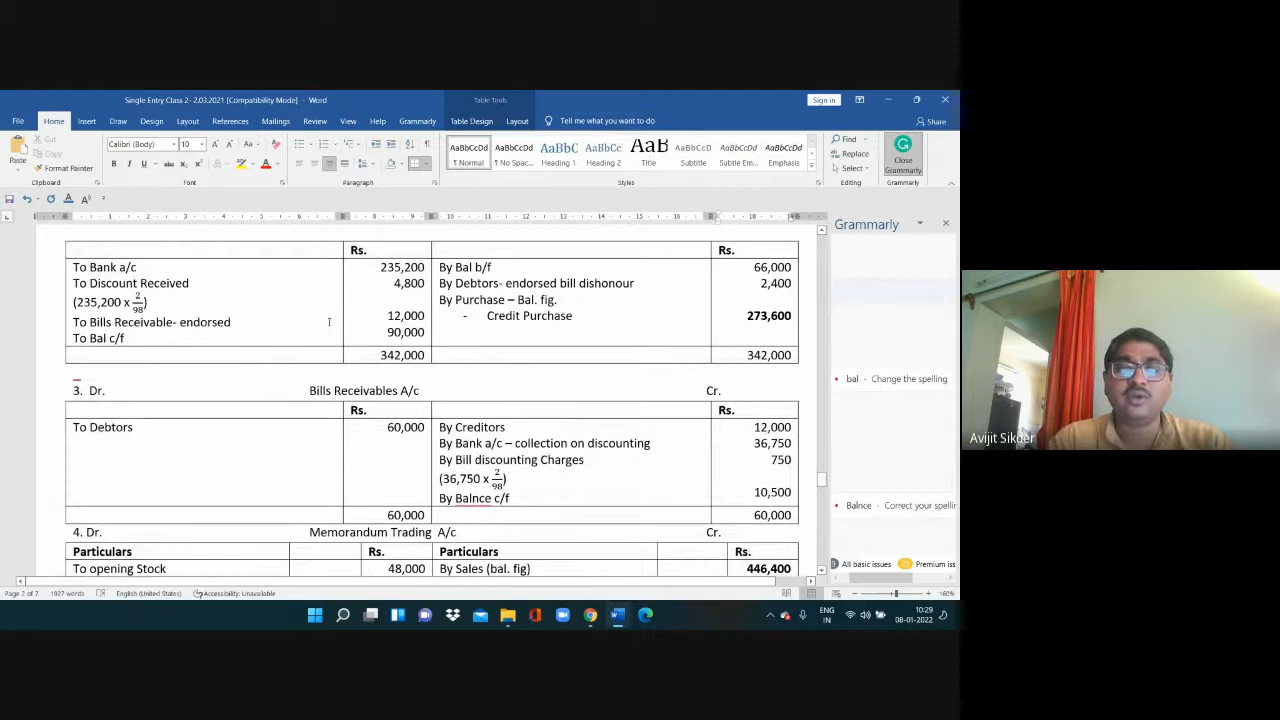 Single Entry Class 2- 2.03.2021 [Compatibility Mode] - Word
Table Tools
Sign in
File Home Insert Draw Design Layout References Mailings Review View Help Grammarly Table Design Layout Tell me what you want to do Share
Paste
Cut
Copy
Format Painter
Clipboard
Calibri (Body) 10
Font
Paragraph
AaBbCcDd AaBbCcDd AaBbCc AaBbCc AaB AaBbCcD AaBbCcDd AaBbCcDd
¶ Normal ¶ No Spac... Heading 1 Heading 2 Title Subtitle Subtle Em... Emphasis
Styles
Find
Replace
Select
Editing
Close Grammarly
Grammarly
Rs. Rs.
To Bank a/c 235,200 By Bal b/f 66,000
To Discount Received 4,800 By Debtors- endorsed bill dishonour 2,400
(235,200 x 2/98) By Purchase – Bal. fig.
12,000 - Credit Purchase 273,600
To Bills Receivable- endorsed 90,000
To Bal c/f
342,000 342,000
3. Dr. Bills Receivables A/c Cr.
Rs. Rs.
To Debtors 60,000 By Creditors 12,000
By Bank a/c – collection on discounting 36,750
By Bill discounting Charges 750
(36,750 x 2/98)
By Balnce c/f 10,500
60,000 60,000
4. Dr. Memorandum Trading A/c Cr.
Particulars Rs. Particulars Rs.
To opening Stock 48,000 By Sales (bal. fig) 446,400
Grammarly
bal - Change the spelling
Balnce - Correct your spellin
All basic issues Premium iss
Page 2 of 7 1927 words English (United States) Accessibility: Unavailable 160%
ENG
IN
10:29
08-01-2022
Avijit Sikder